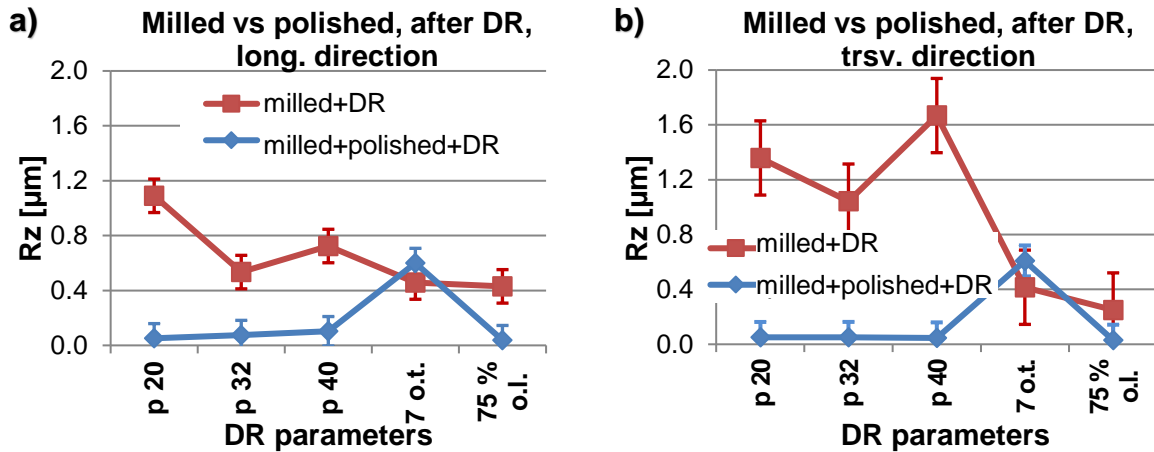 a)
Milled vs polished, after DR,
long. direction
2.0
1.6
1.2
0.8
0.4
0.0
Rz [µm]
milled+DR
milled+polished+DR
p 20
p 32
p 40
7 o.t.
75 %
o.l.
DR parameters
b)
Milled vs polished, after DR,
trsv. direction
2.0
1.6
1.2
0.8
0.4
0.0
Rz [µm]
milled+DR
milled+polished+DR
p 20
p 32
p 40
7 o.t.
75 %
o.l.
DR parameters